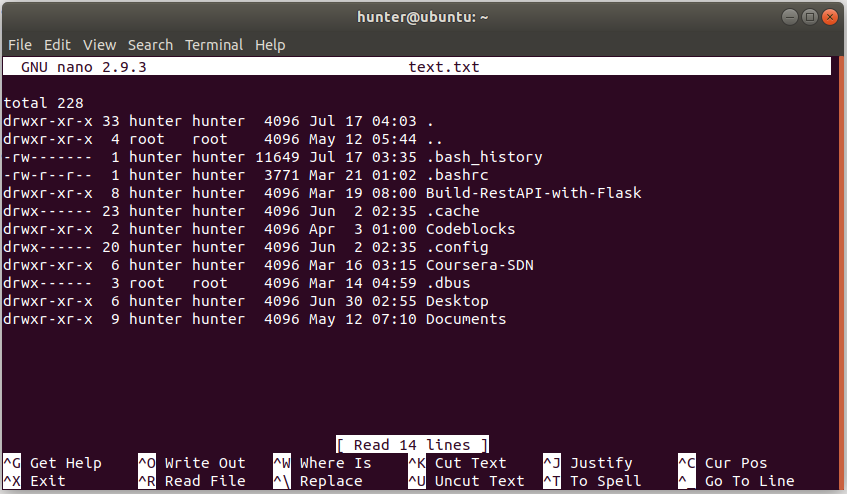 hunter@ubuntu: ~
File Edit View Search Terminal Help
GNU nano 2.9.3 text.txt
total 228
drwxr-xr-x 33 hunter hunter  4096 Jul 17 04:03 .
drwxr-xr-x  4 root   root    4096 May 12 05:44 ..
-rw-------  1 hunter hunter 11649 Jul 17 03:35 .bash_history
-rw-r--r--  1 hunter hunter  3771 Mar 21 01:02 .bashrc
drwxr-xr-x  8 hunter hunter  4096 Mar 19 08:00 Build-RestAPI-with-Flask
drwx------ 23 hunter hunter  4096 Jun  2 02:35 .cache
drwxr-xr-x  2 hunter hunter  4096 Apr  3 01:00 Codeblocks
drwx------ 20 hunter hunter  4096 Jun  2 02:35 .config
drwxr-xr-x  6 hunter hunter  4096 Mar 16 03:15 Coursera-SDN
drwx------  3 root   root    4096 Mar 14 04:59 .dbus
drwxr-xr-x  6 hunter hunter  4096 Jun 30 02:55 Desktop
drwxr-xr-x  9 hunter hunter  4096 May 12 07:10 Documents
[ Read 14 lines ]
^G Get Help ^O Write Out ^W Where Is ^K Cut Text ^J Justify ^C Cur Pos
^X Exit ^R Read File ^\ Replace ^U Uncut Text ^T To Spell ^_ Go To Line